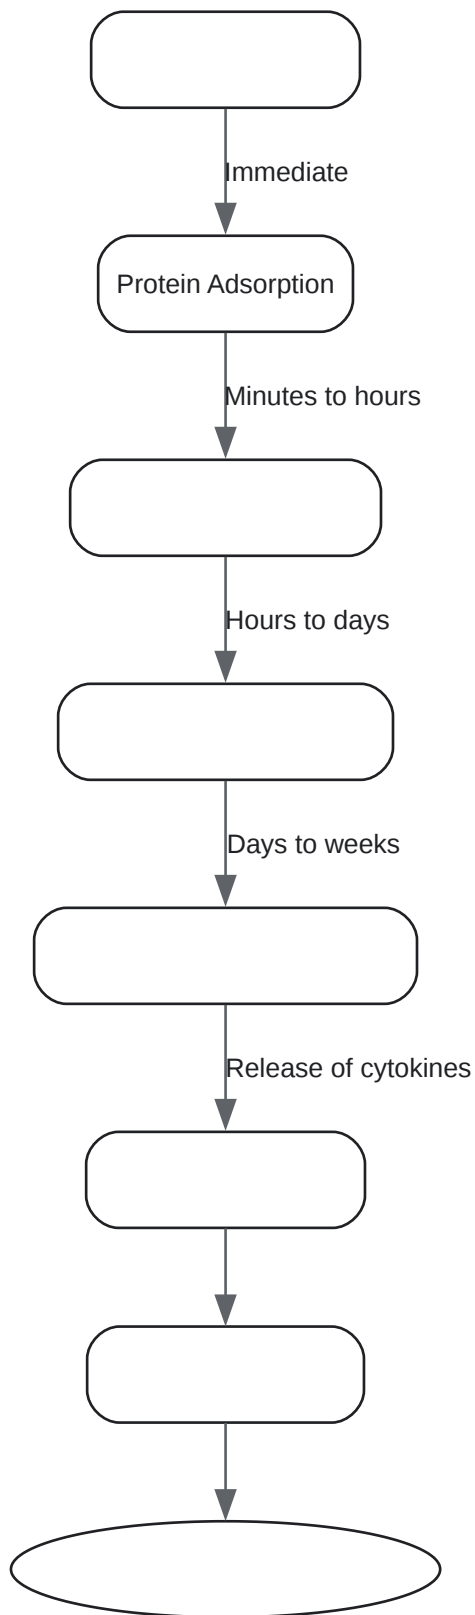 Immediate
Protein Adsorption
Minutes to hours
Hours to days
Days to weeks
Release of cytokines